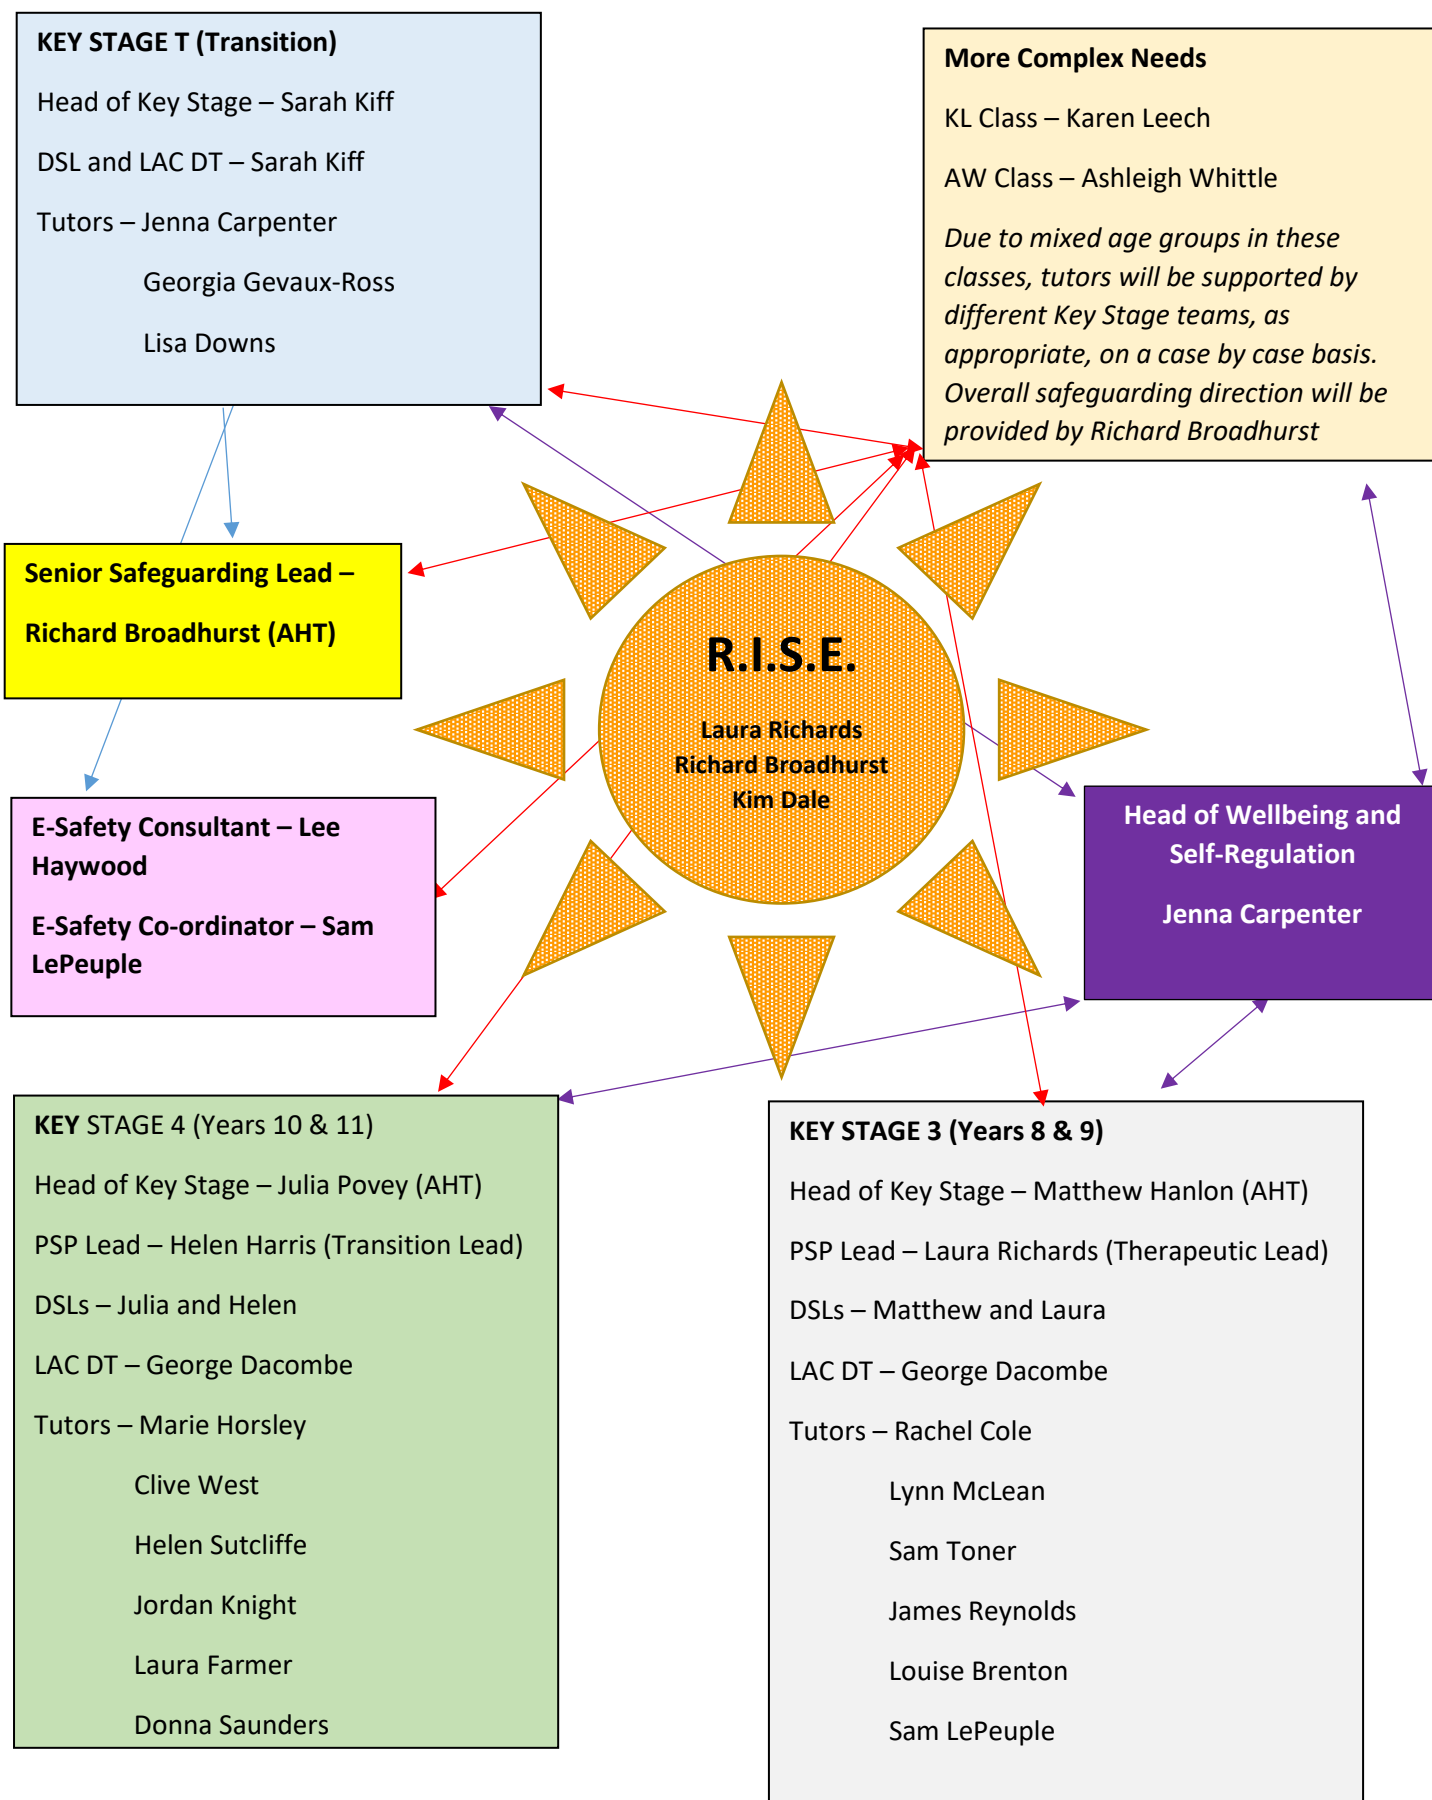 KEY STAGE T (Transition)
Head of Key Stage – Sarah Kiff
DSL and LAC DT – Sarah Kiff
Tutors – Jenna Carpenter
Georgia Gevaux-Ross
Lisa Downs
More Complex Needs
KL Class – Karen Leech
AW Class – Ashleigh Whittle
Due to mixed age groups in these
classes, tutors will be supported by
different Key Stage teams, as
appropriate, on a case by case basis.
Overall safeguarding direction will be
provided by Richard Broadhurst
Senior Safeguarding Lead –
Richard Broadhurst (AHT)
R.I.S.E.
Laura Richards
Richard Broadhurst
Kim Dale
E-Safety Consultant – Lee
Haywood
E-Safety Co-ordinator – Sam
LePeuple
Head of Wellbeing and
Self-Regulation
Jenna Carpenter
KEY STAGE 4 (Years 10 & 11)
Head of Key Stage – Julia Povey (AHT)
PSP Lead – Helen Harris (Transition Lead)
DSLs – Julia and Helen
LAC DT – George Dacombe
Tutors – Marie Horsley
Clive West
Helen Sutcliffe
Jordan Knight
Laura Farmer
Donna Saunders
KEY STAGE 3 (Years 8 & 9)
Head of Key Stage – Matthew Hanlon (AHT)
PSP Lead – Laura Richards (Therapeutic Lead)
DSLs – Matthew and Laura
LAC DT – George Dacombe
Tutors – Rachel Cole
Lynn McLean
Sam Toner
James Reynolds
Louise Brenton
Sam LePeuple